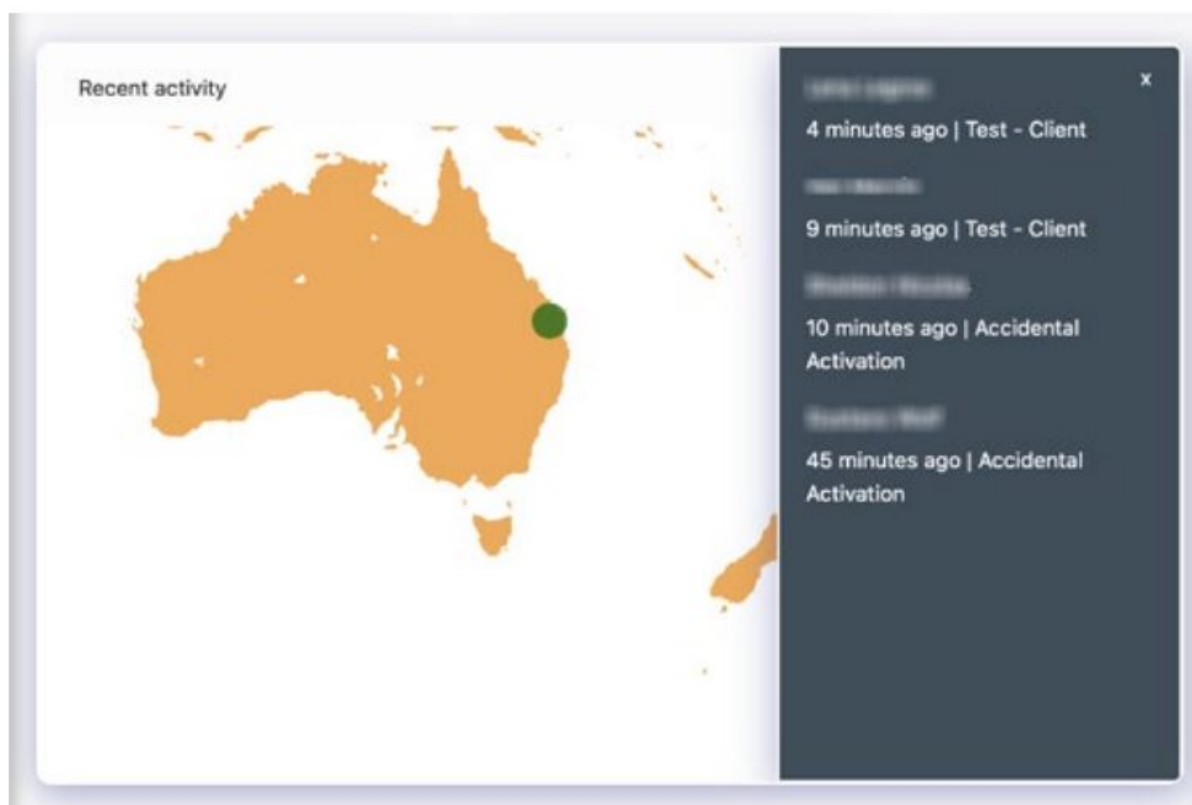 Recent activity
x
4 minutes ago | Test - Client
9 minutes ago | Test - Client
10 minutes ago | Accidental
Activation
45 minutes ago | Accidental
Activation